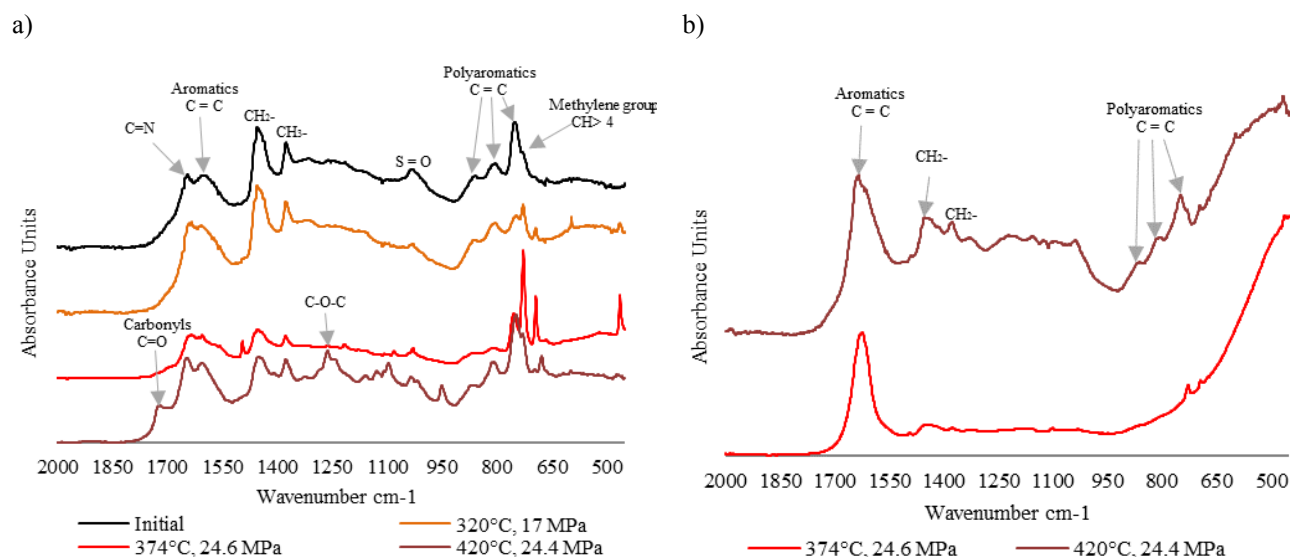 a)
Polyaromatics
C = C
Aromatics
C = C
Methylene group
CH> 4
C=N
CH2-
CH3-
S = O
C-O-C
Carbonyls
C=O
Absorbance Units
2000 1850 1700 1550 1400 1250 1100 950 800 650 500
Wavenumber cm-1
Initial
320°C, 17 MPa
374°C, 24.6 MPa
420°C, 24.4 MPa
b)
Aromatics
C = C
Polyaromatics
C = C
CH2-
CH2-
Absorbance Units
2000 1850 1700 1550 1400 1250 1100 950 800 650 500
Wavenumber cm-1
374°C, 24.6 MPa
420°C, 24.4 MPa